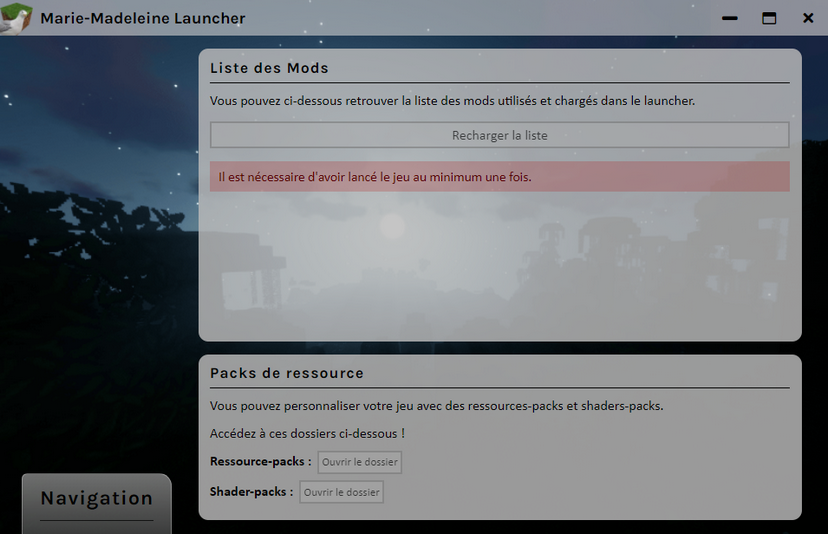 Marie-Madeleine Launcher
Liste des Mods
Vous pouvez ci-dessous retrouver la liste des mods utilisés et chargés dans le launcher.
Recharger la liste
Il est nécessaire d'avoir lancé le jeu au minimum une fois.
Packs de ressource
Vous pouvez personnaliser votre jeu avec des ressources-packs et shaders-packs.
Accédez à ces dossiers ci-dessous !
Ressource-packs : Ouvrir le dossier
Shader-packs : Ouvrir le dossier
Navigation